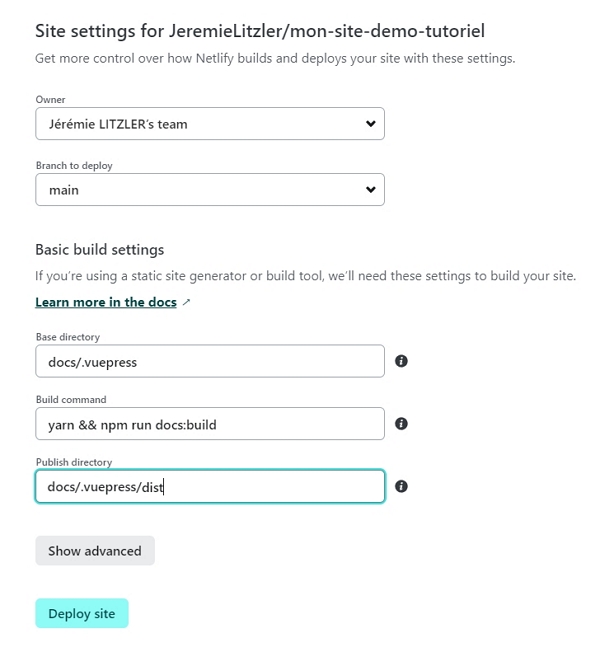 Site settings for JeremieLitzler/mon-site-demo-tutoriel
Get more control over how Netlify builds and deploys your site with these settings.
Owner
Jérémie LITZLER's team
Branch to deploy
main
Basic build settings
If you're using a static site generator or build tool, we'll need these settings to build your site.
Learn more in the docs ↗
Base directory
docs/.vuepress
Build command
yarn && npm run docs:build
Publish directory
docs/.vuepress/dist
Show advanced
Deploy site